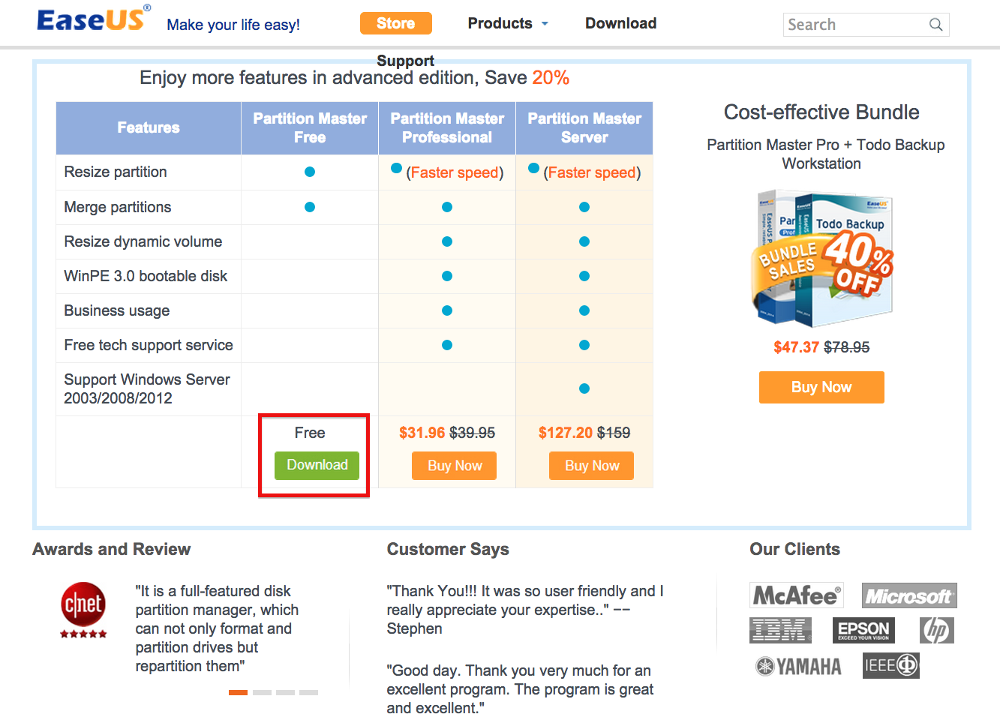 EaseUS®
Make your life easy!
Store
Products
Download
Search
Support
Enjoy more features in advanced edition, Save 20%
Features
Partition Master
Free
Partition Master
Professional
Partition Master
Server
Resize partition
(Faster speed)
(Faster speed)
Merge partitions
Resize dynamic volume
WinPE 3.0 bootable disk
Business usage
Free tech support service
Support Windows Server
2003/2008/2012
Free
$31.96 $39.95
$127.20 $159
Download
Buy Now
Buy Now
Cost-effective Bundle
Partition Master Pro + Todo Backup
Workstation
EaseUS
EaseUS
Todo Backup
BUNDLE
SALES
40%
OFF
$47.37 $78.95
Buy Now
Awards and Review
c|net
"It is a full-featured disk
partition manager, which
can not only format and
partition drives but
repartition them"
Customer Says
"Thank You!!! It was so user friendly and I
really appreciate your expertise.." ––
Stephen
"Good day. Thank you very much for an
excellent program. The program is great
and excellent."
Our Clients
McAfee®
Microsoft
IBM
EPSON
EXCEED YOUR VISION
hp
YAMAHA
IEEE